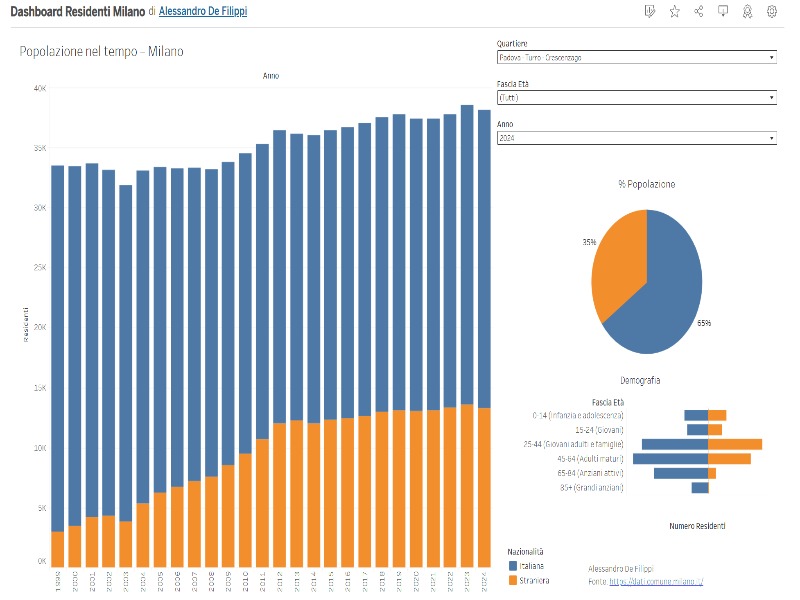 Dashboard Residenti Milano di Alessandro De Filippi
Popolazione nel tempo - Milano
Anno
40K
35K
30K
25K
20K
15K
10K
5K
0K
Residenti
1999
2000
2001
2002
2003
2004
2005
2006
2007
2008
2009
2010
2011
2012
2013
2014
2015
2016
2017
2018
2019
2020
2021
2022
2023
2024
Quartiere
Padova - Turro - Crescenzago
Fascia Età
(Tutti)
Anno
2024
% Popolazione
35%
65%
Demografia
Fascia Età
0-14 (Infanzia e adolescenza)
15-24 (Giovani)
25-44 (Giovani adulti e famiglie)
45-64 (Adulti maturi)
65-84 (Anziani attivi)
85+ (Grandi anziani)
Numero Residenti
Nazionalità
Italiana
Straniera
Alessandro De Filippi
Fonte: https://dati.comune.milano.it/